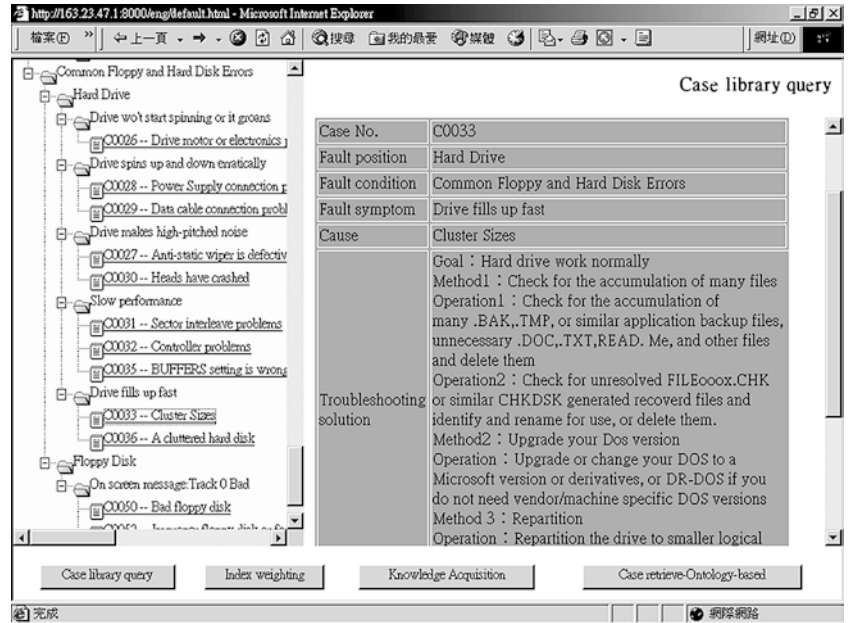 http://163.23.47.1:8000/eng/default.html - Microsoft Internet Explorer
檔案(F) » 上一頁 搜尋 我的最愛 媒體 網址(D)
Case library query
Common Floppy and Hard Disk Errors
Hard Drive
Drive wo't start spinning or it groans
C0026 -- Drive motor or electronics p
Drive spins up and down erratically
C0028 -- Power Supply connection p
C0029 -- Data cable connection probl
Drive makes high-pitched noise
C0027 -- Anti-static wiper is defectiv
C0030 -- Heads have crashed
Slow performance
C0031 -- Sector interleave problems
C0032 -- Controller problems
C0035 -- BUFFERS setting is wrong
Drive fills up fast
C0033 -- Cluster Sizes
C0036 -- A cluttered hard disk
Floppy Disk
On screen message:Track 0 Bad
C0050 -- Bad floppy disk
Case No. C0033
Fault position Hard Drive
Fault condition Common Floppy and Hard Disk Errors
Fault symptom Drive fills up fast
Cause Cluster Sizes
Troubleshooting
solution
Goal：Hard drive work normally
Method1：Check for the accumulation of many files
Operation1：Check for the accumulation of
many .BAK,.TMP, or similar application backup files,
unnecessary .DOC,.TXT,READ. Me, and other files
and delete them
Operation2：Check for unresolved FILEooox.CHK
or similar CHKDSK generated recoverd files and
identify and rename for use, or delete them.
Method2：Upgrade your Dos version
Operation：Upgrade or change your DOS to a
Microsoft version or derivatives, or DR-DOS if you
do not need vendor/machine specific DOS versions
Method 3：Repartition
Operation：Repartition the drive to smaller logical
Case library query Index weighting Knowledge Acquisition Case retrieve-Ontology-based
完成 網際網路